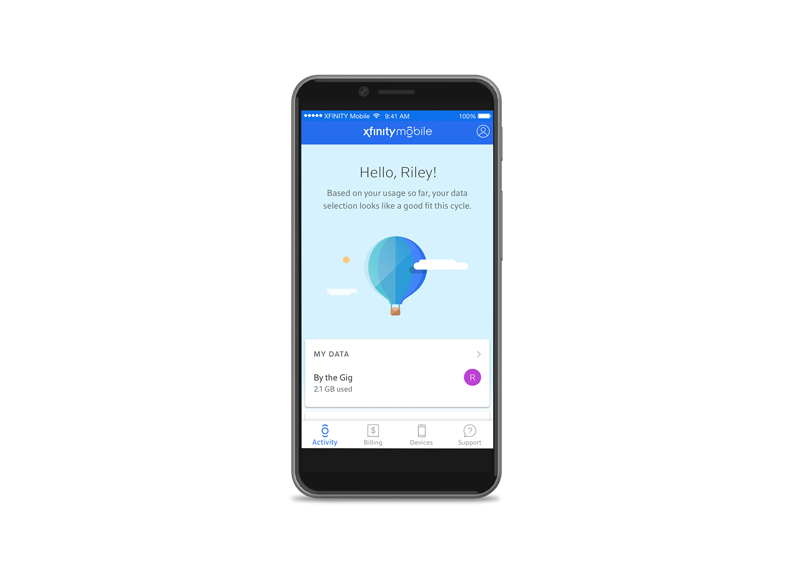 XFINITY Mobile 9:41 AM 100%
xfinity mobile
Hello, Riley!
Based on your usage so far, your data
selection looks like a good fit this cycle.
MY DATA
By the Gig
2.1 GB used
R
Activity Billing Devices Support